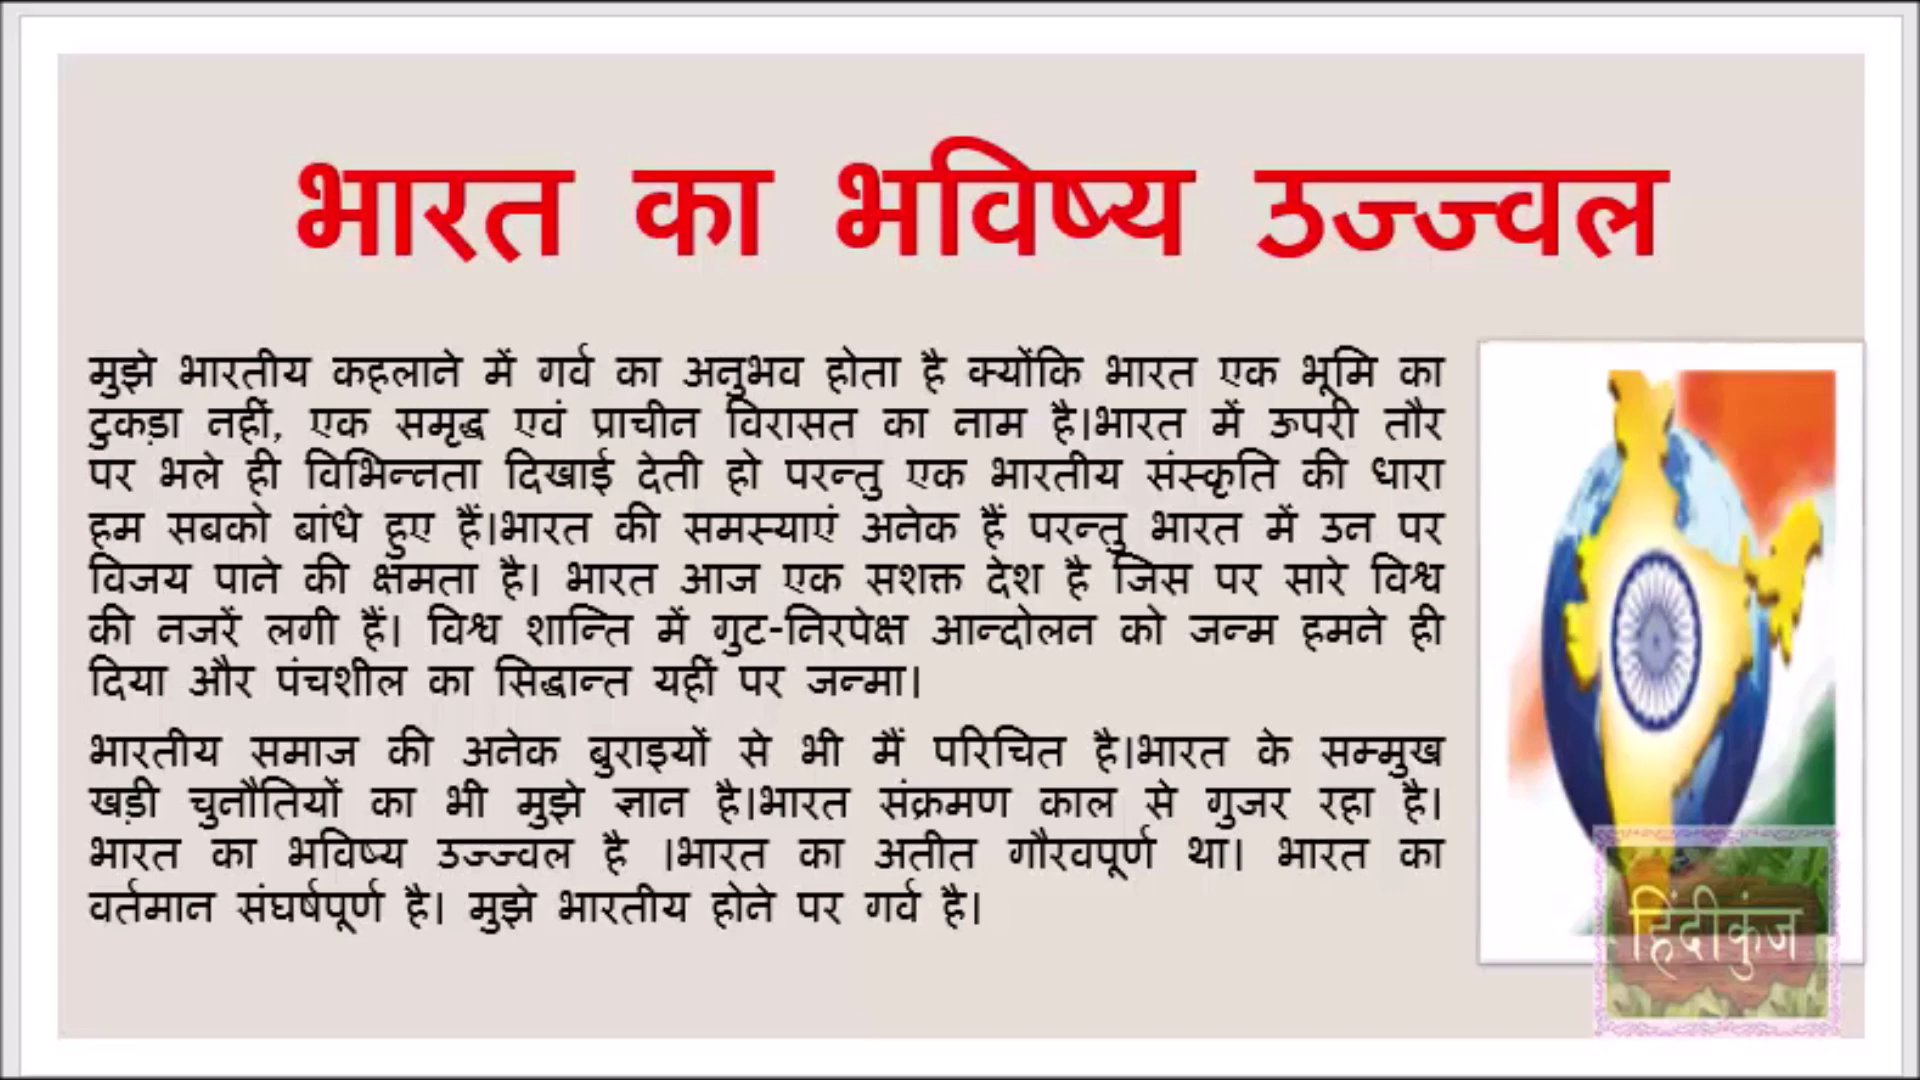 भारत का भविष्य उज्ज्वल
मुझे भारतीय कहलाने में गर्व का अनुभव होता है क्योंकि भारत एक भूमि का
टुकड़ा नहीं, एक समृद्ध एवं प्राचीन विरासत का नाम है।भारत में ऊपरी तौर
पर भले ही विभिन्नता दिखाई देती हो परन्तु एक भारतीय संस्कृति की धारा
हम सबको बांधे हुए हैं।भारत की समस्याएं अनेक हैं परन्तु भारत में उन पर
विजय पाने की क्षमता है। भारत आज एक सशक्त देश है जिस पर सारे विश्व
की नजरें लगी हैं। विश्व शान्ति में गुट-निरपेक्ष आन्दोलन को जन्म हमने ही
दिया और पंचशील का सिद्धान्त यहीं पर जन्मा।
भारतीय समाज की अनेक बुराइयों से भी मैं परिचित है।भारत के सम्मुख
खड़ी चुनौतियों का भी मुझे ज्ञान है।भारत संक्रमण काल से गुजर रहा है।
भारत का भविष्य उज्ज्वल है ।भारत का अतीत गौरवपूर्ण था। भारत का
वर्तमान संघर्षपूर्ण है। मुझे भारतीय होने पर गर्व है।
हिंदीकुंज